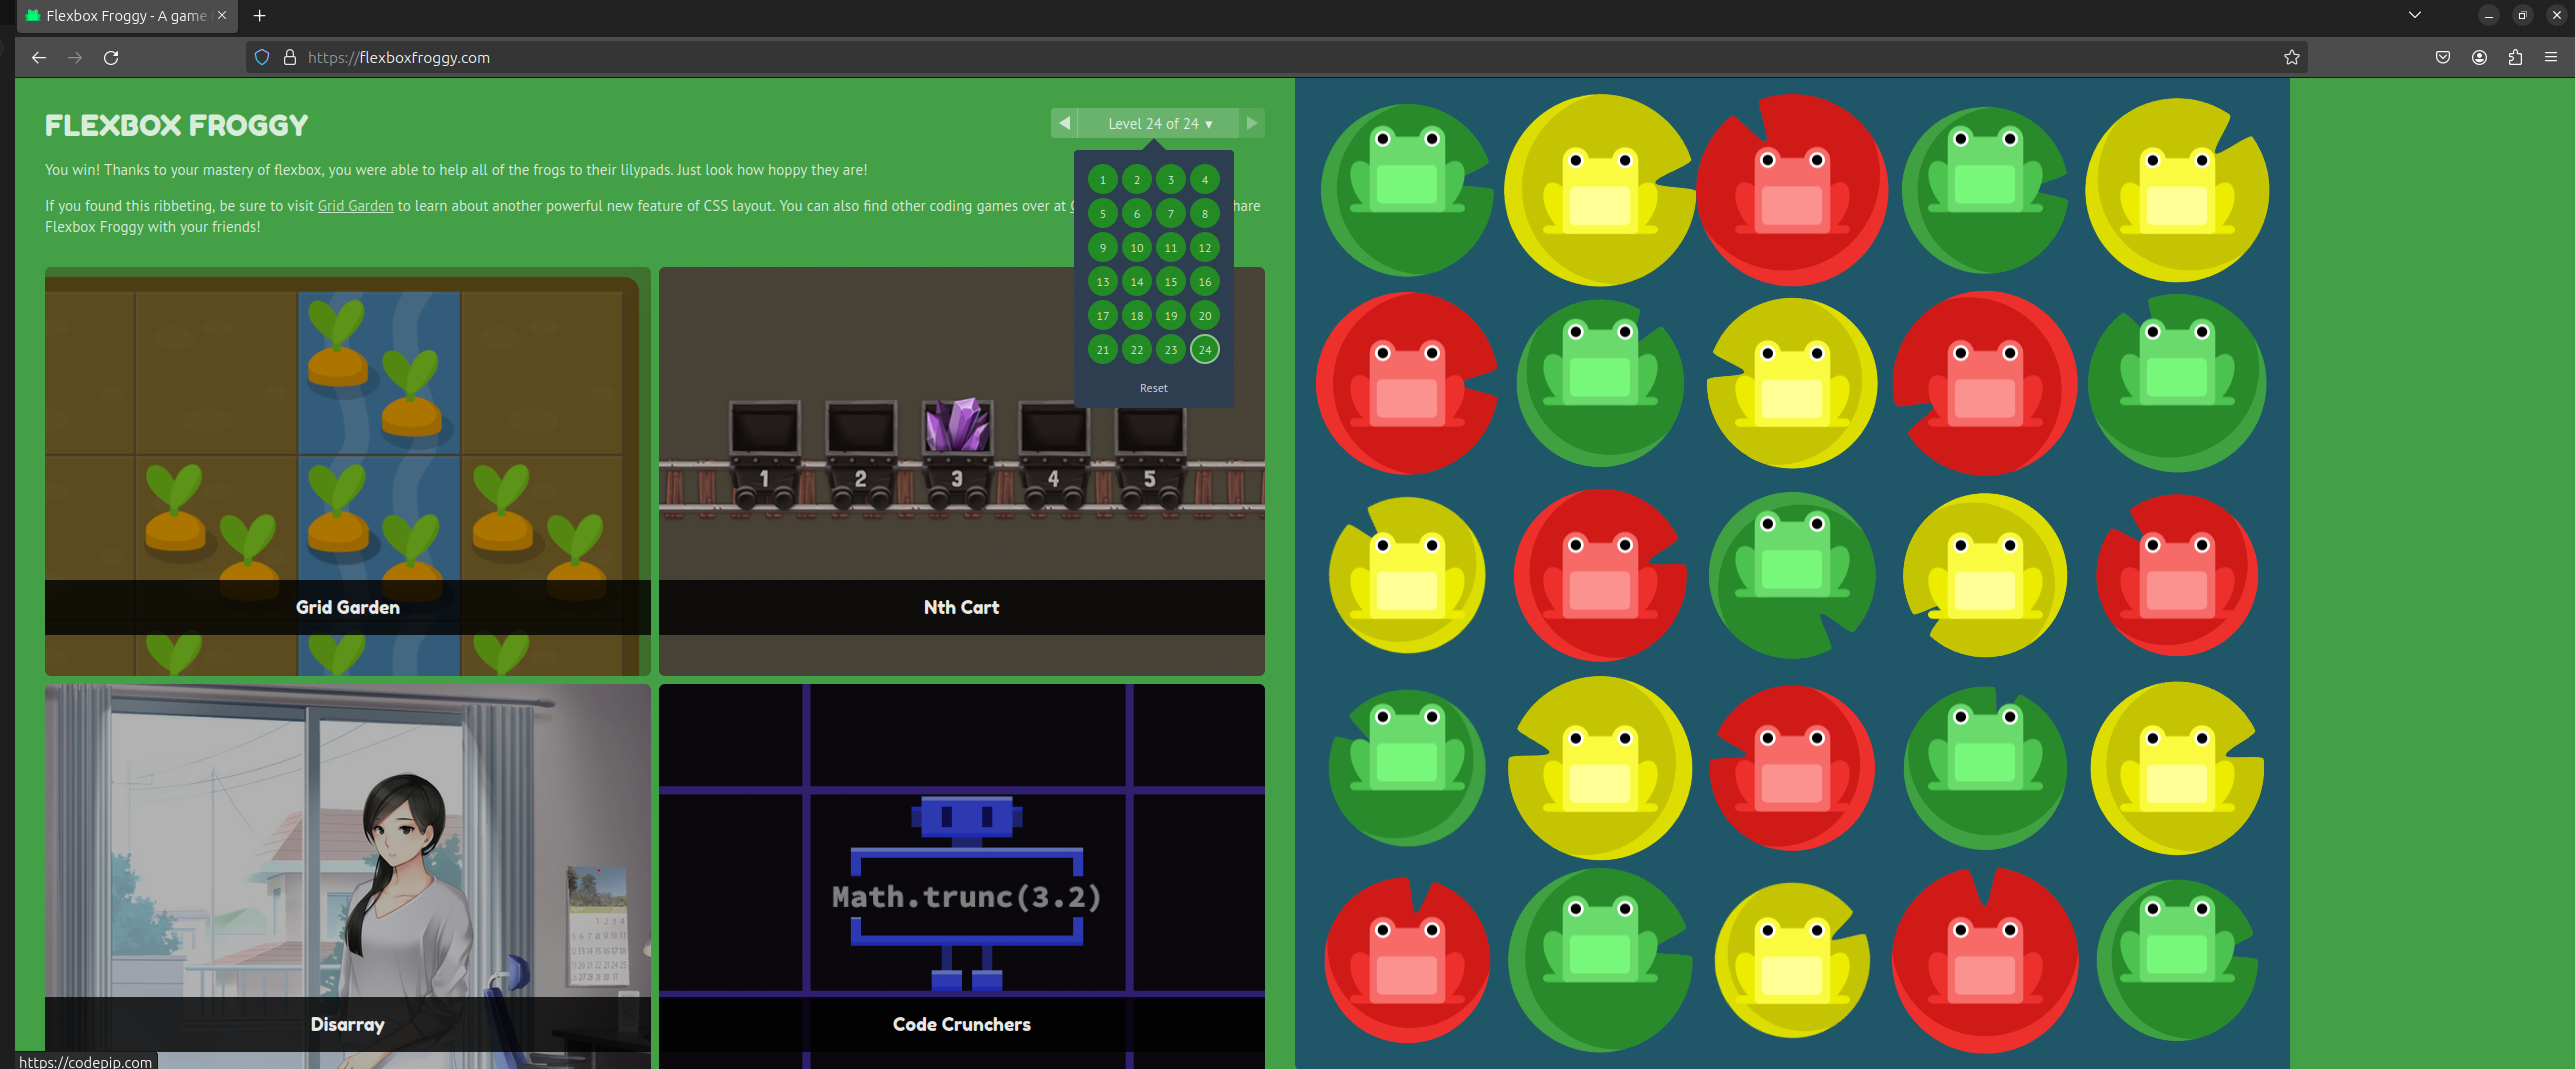 Flexbox Froggy - A game
https://flexboxfroggy.com
FLEXBOX FROGGY
Level 24 of 24 ▼
You win! Thanks to your mastery of flexbox, you were able to help all of the frogs to their lilypads. Just look how hoppy they are!
If you found this ribbeting, be sure to visit Grid Garden to learn about another powerful new feature of CSS layout. You can also find other coding games over at
hare
Flexbox Froggy with your friends!
1 2 3 4
5 6 7 8
9 10 11 12
13 14 15 16
17 18 19 20
21 22 23 24
Reset
1 2 3 4 5
Grid Garden
Nth Cart
Math.trunc(3.2)
Disarray
Code Crunchers
https://codepip.com